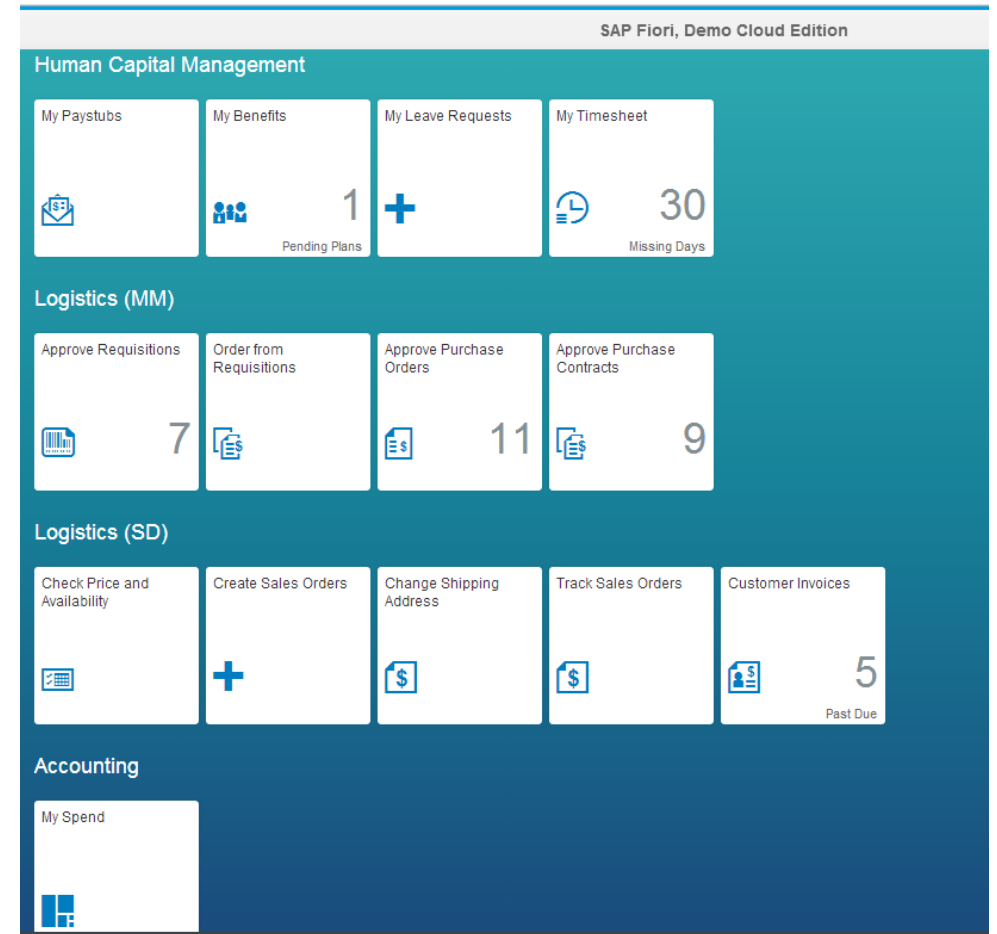 SAP Fiori, Demo Cloud Edition
Human Capital Management
My Paystubs
My Benefits
1
Pending Plans
My Leave Requests
My Timesheet
30
Missing Days
Logistics (MM)
Approve Requisitions
7
Order from
Requisitions
Approve Purchase
Orders
11
Approve Purchase
Contracts
9
Logistics (SD)
Check Price and
Availability
Create Sales Orders
Change Shipping
Address
Track Sales Orders
Customer Invoices
5
Past Due
Accounting
My Spend